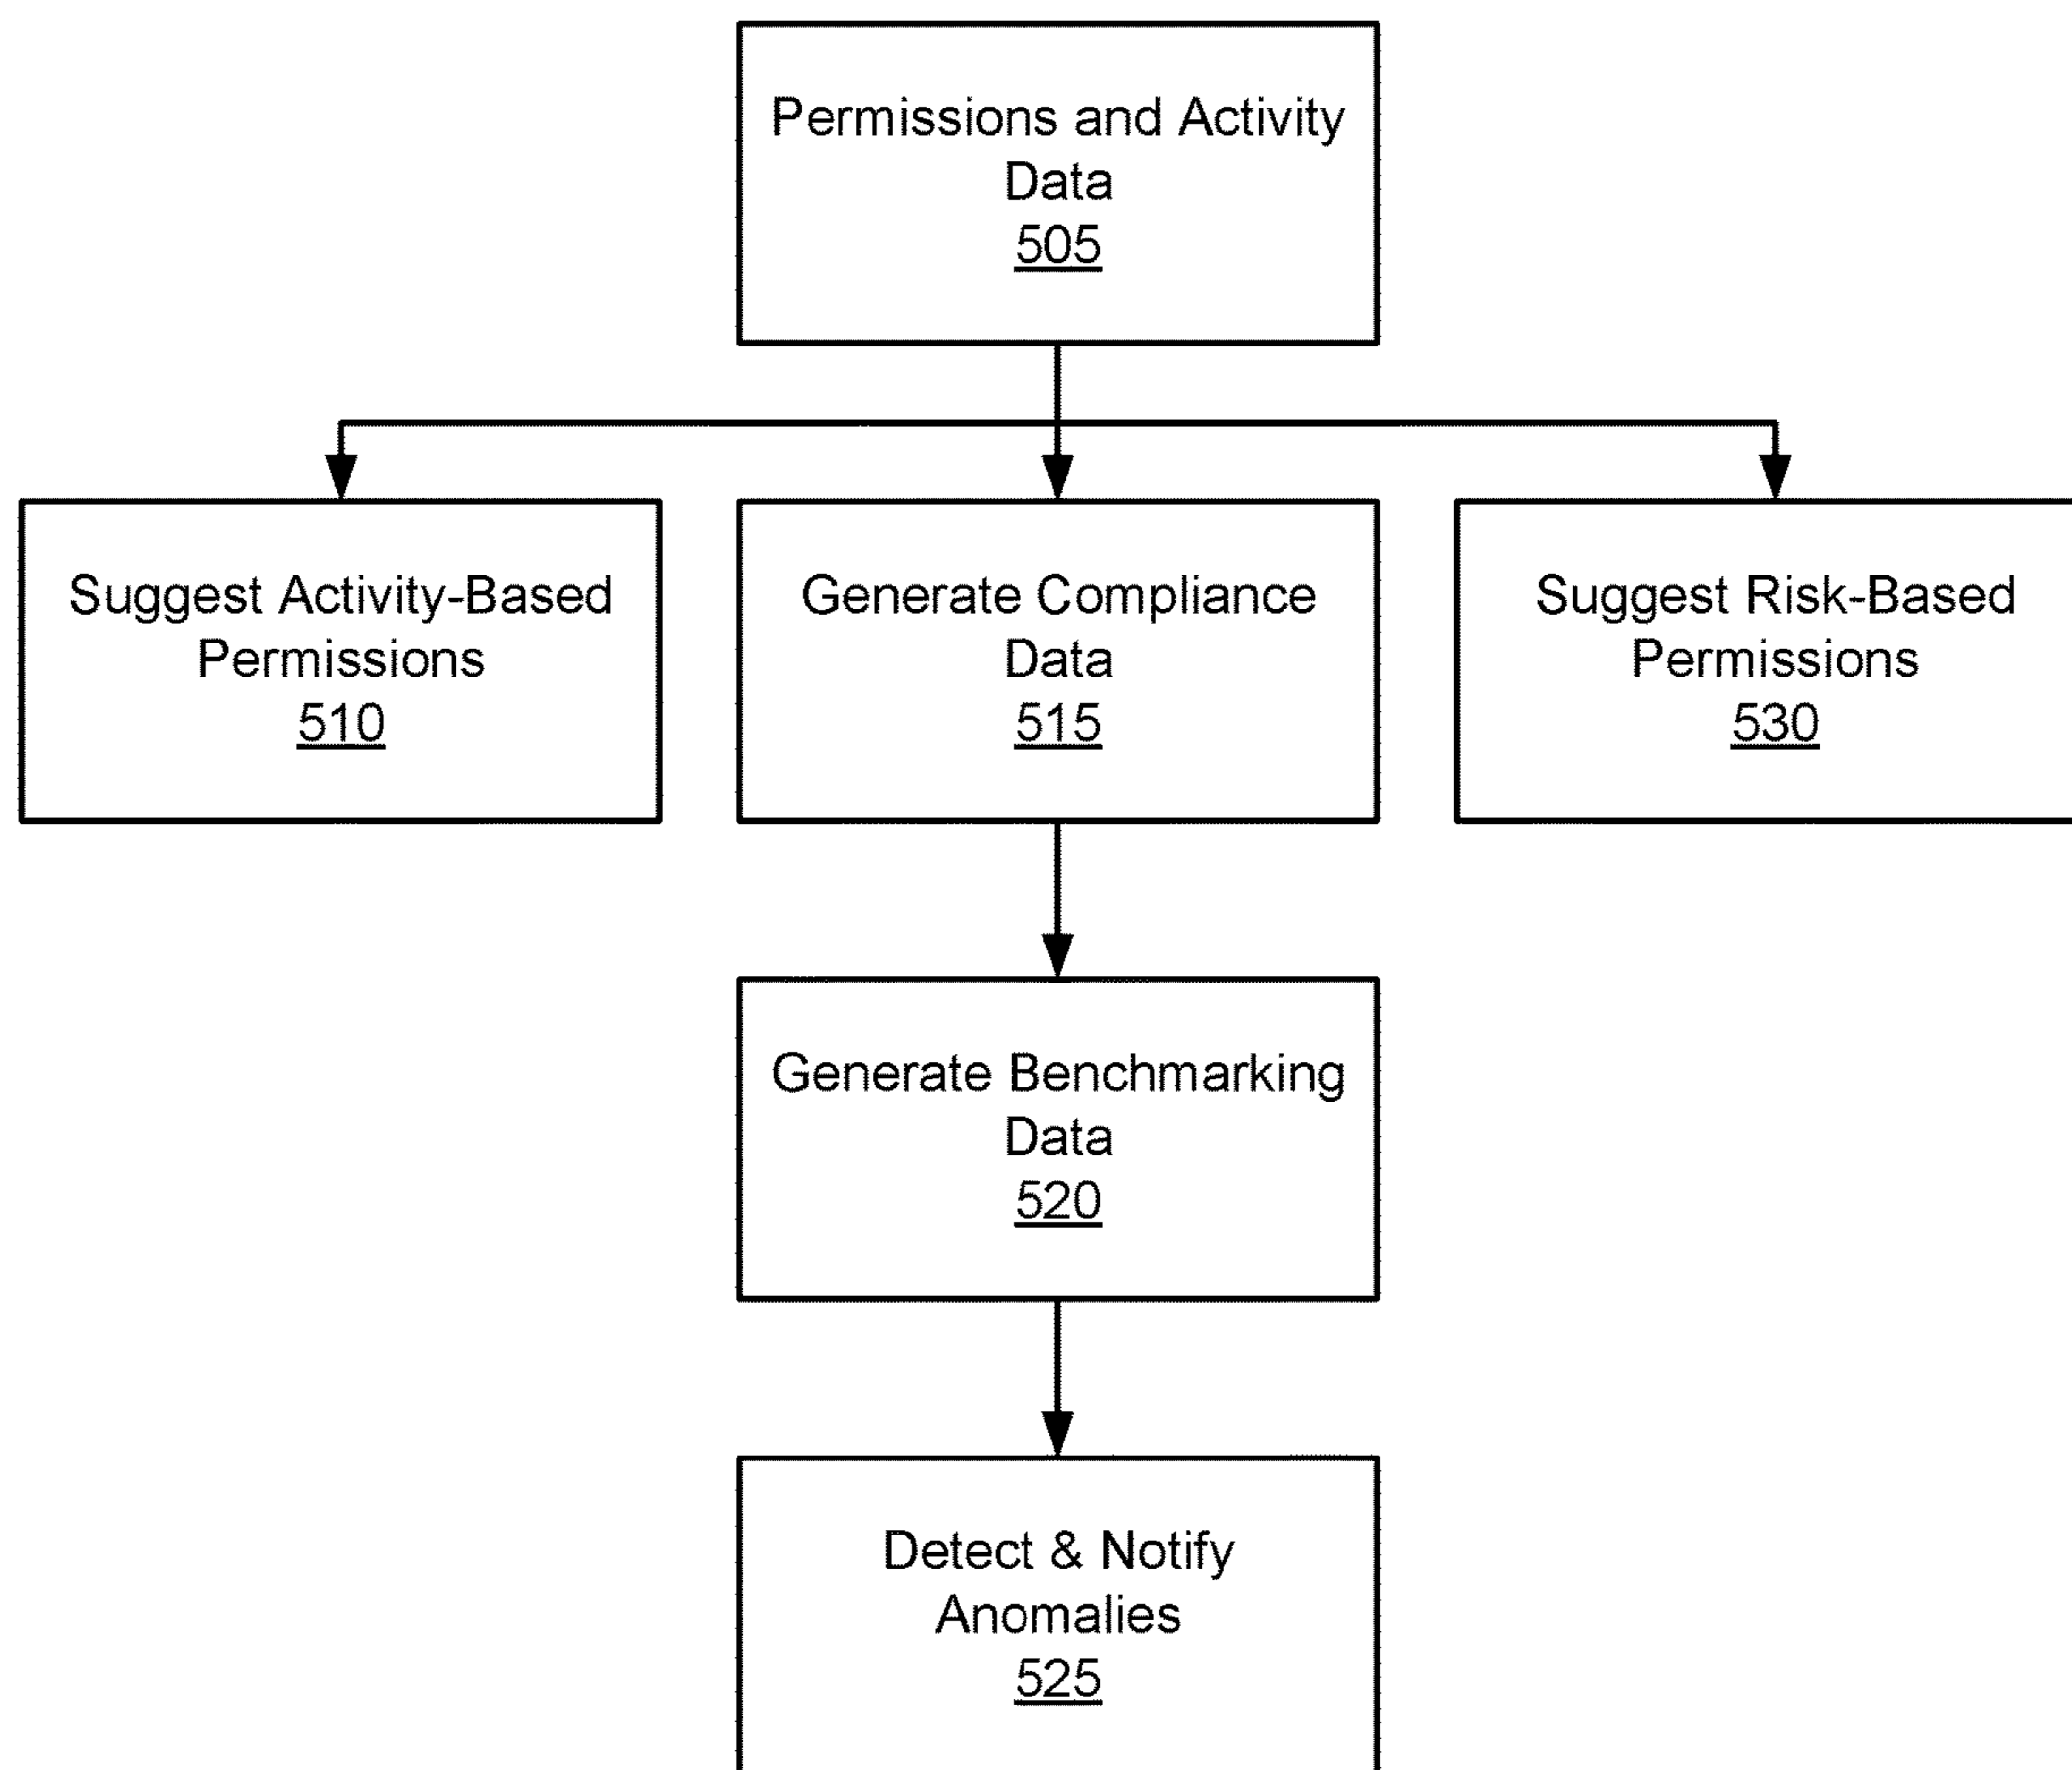 Permissions and Activity
Data
505
Suggest Activity-Based
Permissions
510
Generate Compliance
Data
515
Suggest Risk-Based
Permissions
530
Generate Benchmarking
Data
520
Detect & Notify
Anomalies
525